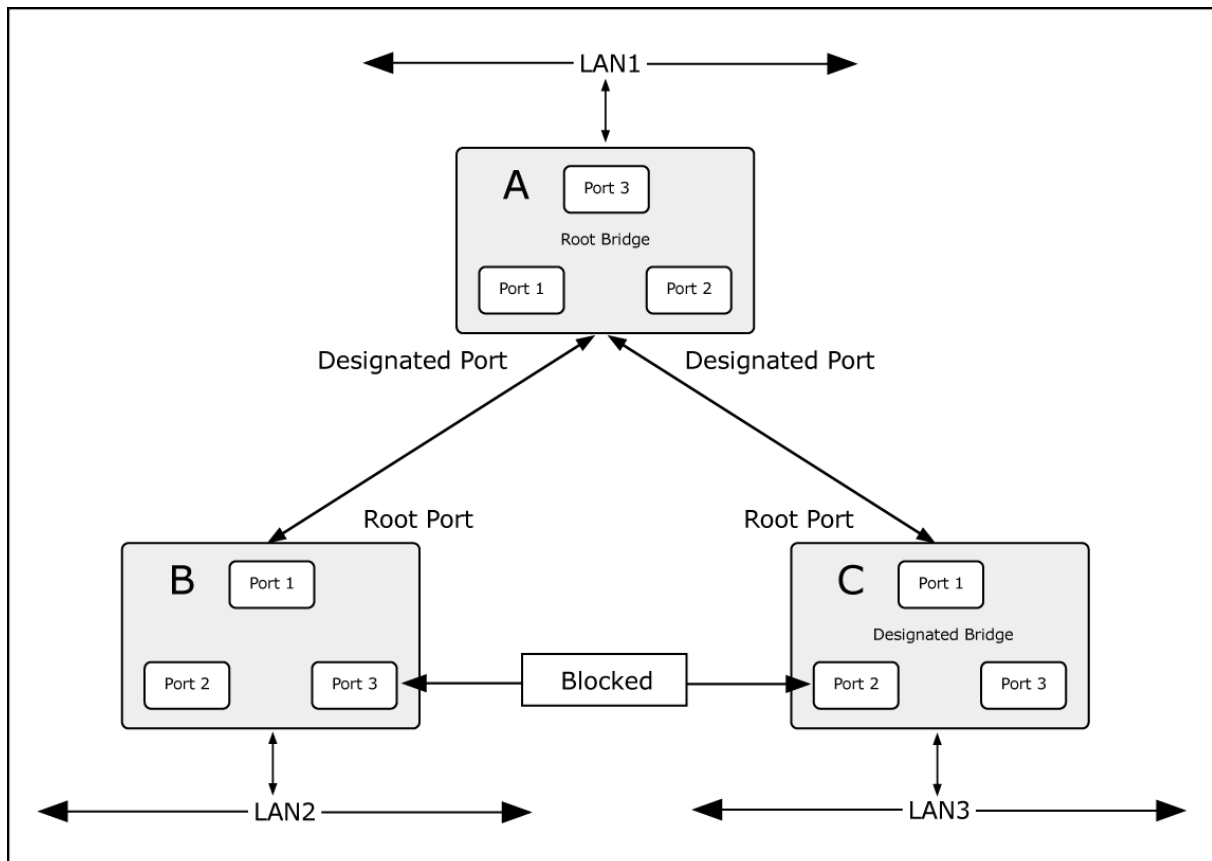 LAN1
A
Port 3
Root Bridge
Port 1
Port 2
Designated Port
Designated Port
Root Port
Root Port
B
Port 1
Port 2
Port 3
Blocked
C
Port 1
Designated Bridge
Port 2
Port 3
LAN2
LAN3